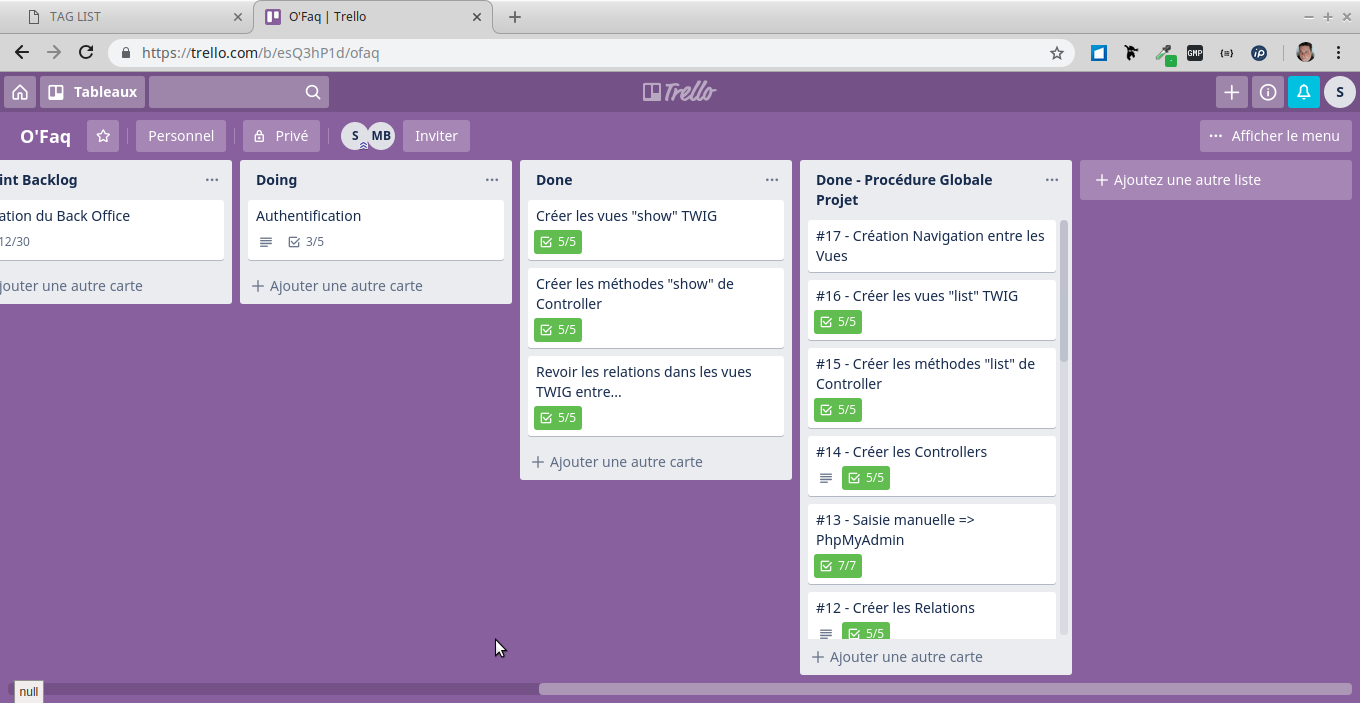 TAG LIST
O'Faq | Trello
https://trello.com/b/esQ3hP1d/ofaq
GMP
Tableaux
Trello
S
O'Faq
Personnel
Privé
S
MB
Inviter
Afficher le menu
int Backlog
ation du Back Office
12/30
jouter une autre carte
Doing
Authentification
3/5
Ajouter une autre carte
Done
Créer les vues "show" TWIG
5/5
Créer les méthodes "show" de
Controller
5/5
Revoir les relations dans les vues
TWIG entre...
5/5
Ajouter une autre carte
Done - Procédure Globale
Projet
#17 - Création Navigation entre les
Vues
#16 - Créer les vues "list" TWIG
5/5
#15 - Créer les méthodes "list" de
Controller
5/5
#14 - Créer les Controllers
5/5
#13 - Saisie manuelle =>
PhpMyAdmin
7/7
#12 - Créer les Relations
5/5
Ajouter une autre carte
Ajoutez une autre liste
null